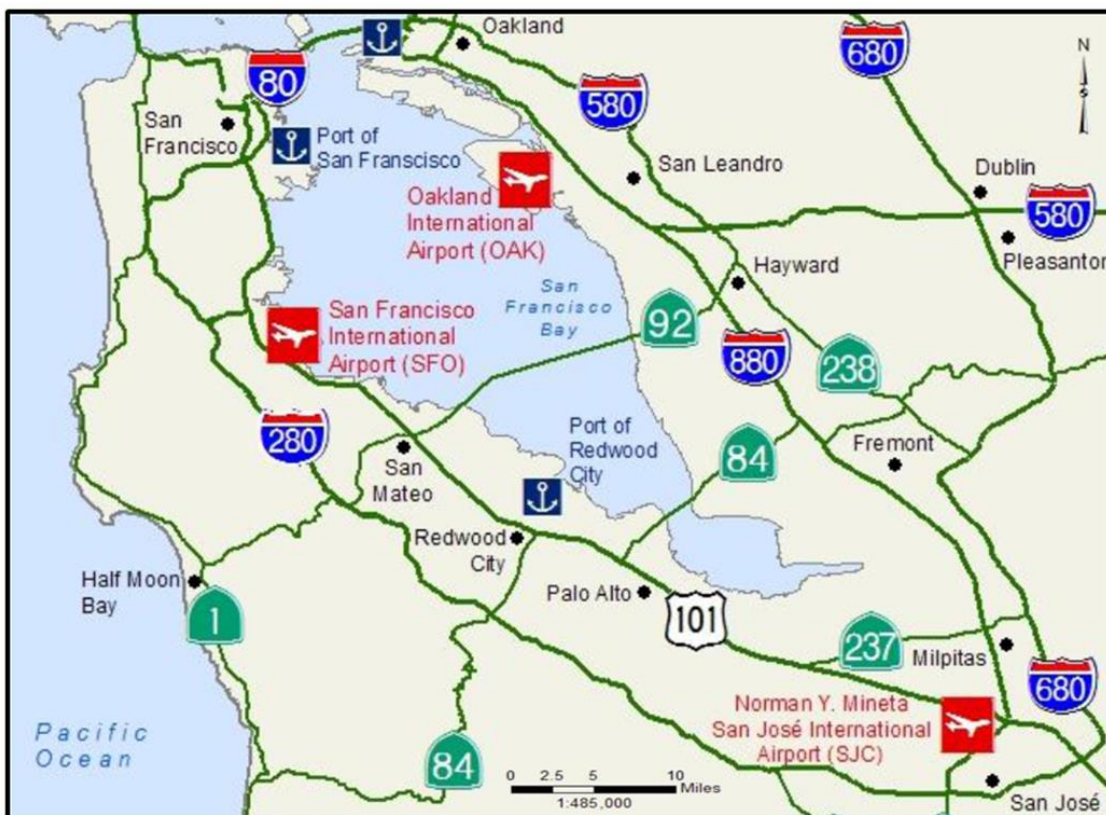 Oakland
680
N
S
80
580
San
Francisco
Port of
San Franscisco
San Leandro
Dublin
580
Oakland
International
Airport (OAK)
Pleasanton
Hayward
San
Francisco
Bay
San Francisco
International
Airport (SFO)
92
880
238
280
Port of
Redwood
City
San
Mateo
84
Fremont
Redwood
City
Half Moon
Bay
Palo Alto
1
101
237
Milpitas
680
Norman Y. Mineta
San José International
Airport (SJC)
Pacific
Ocean
84
0 2.5 5 10
Miles
1:485,000
San José